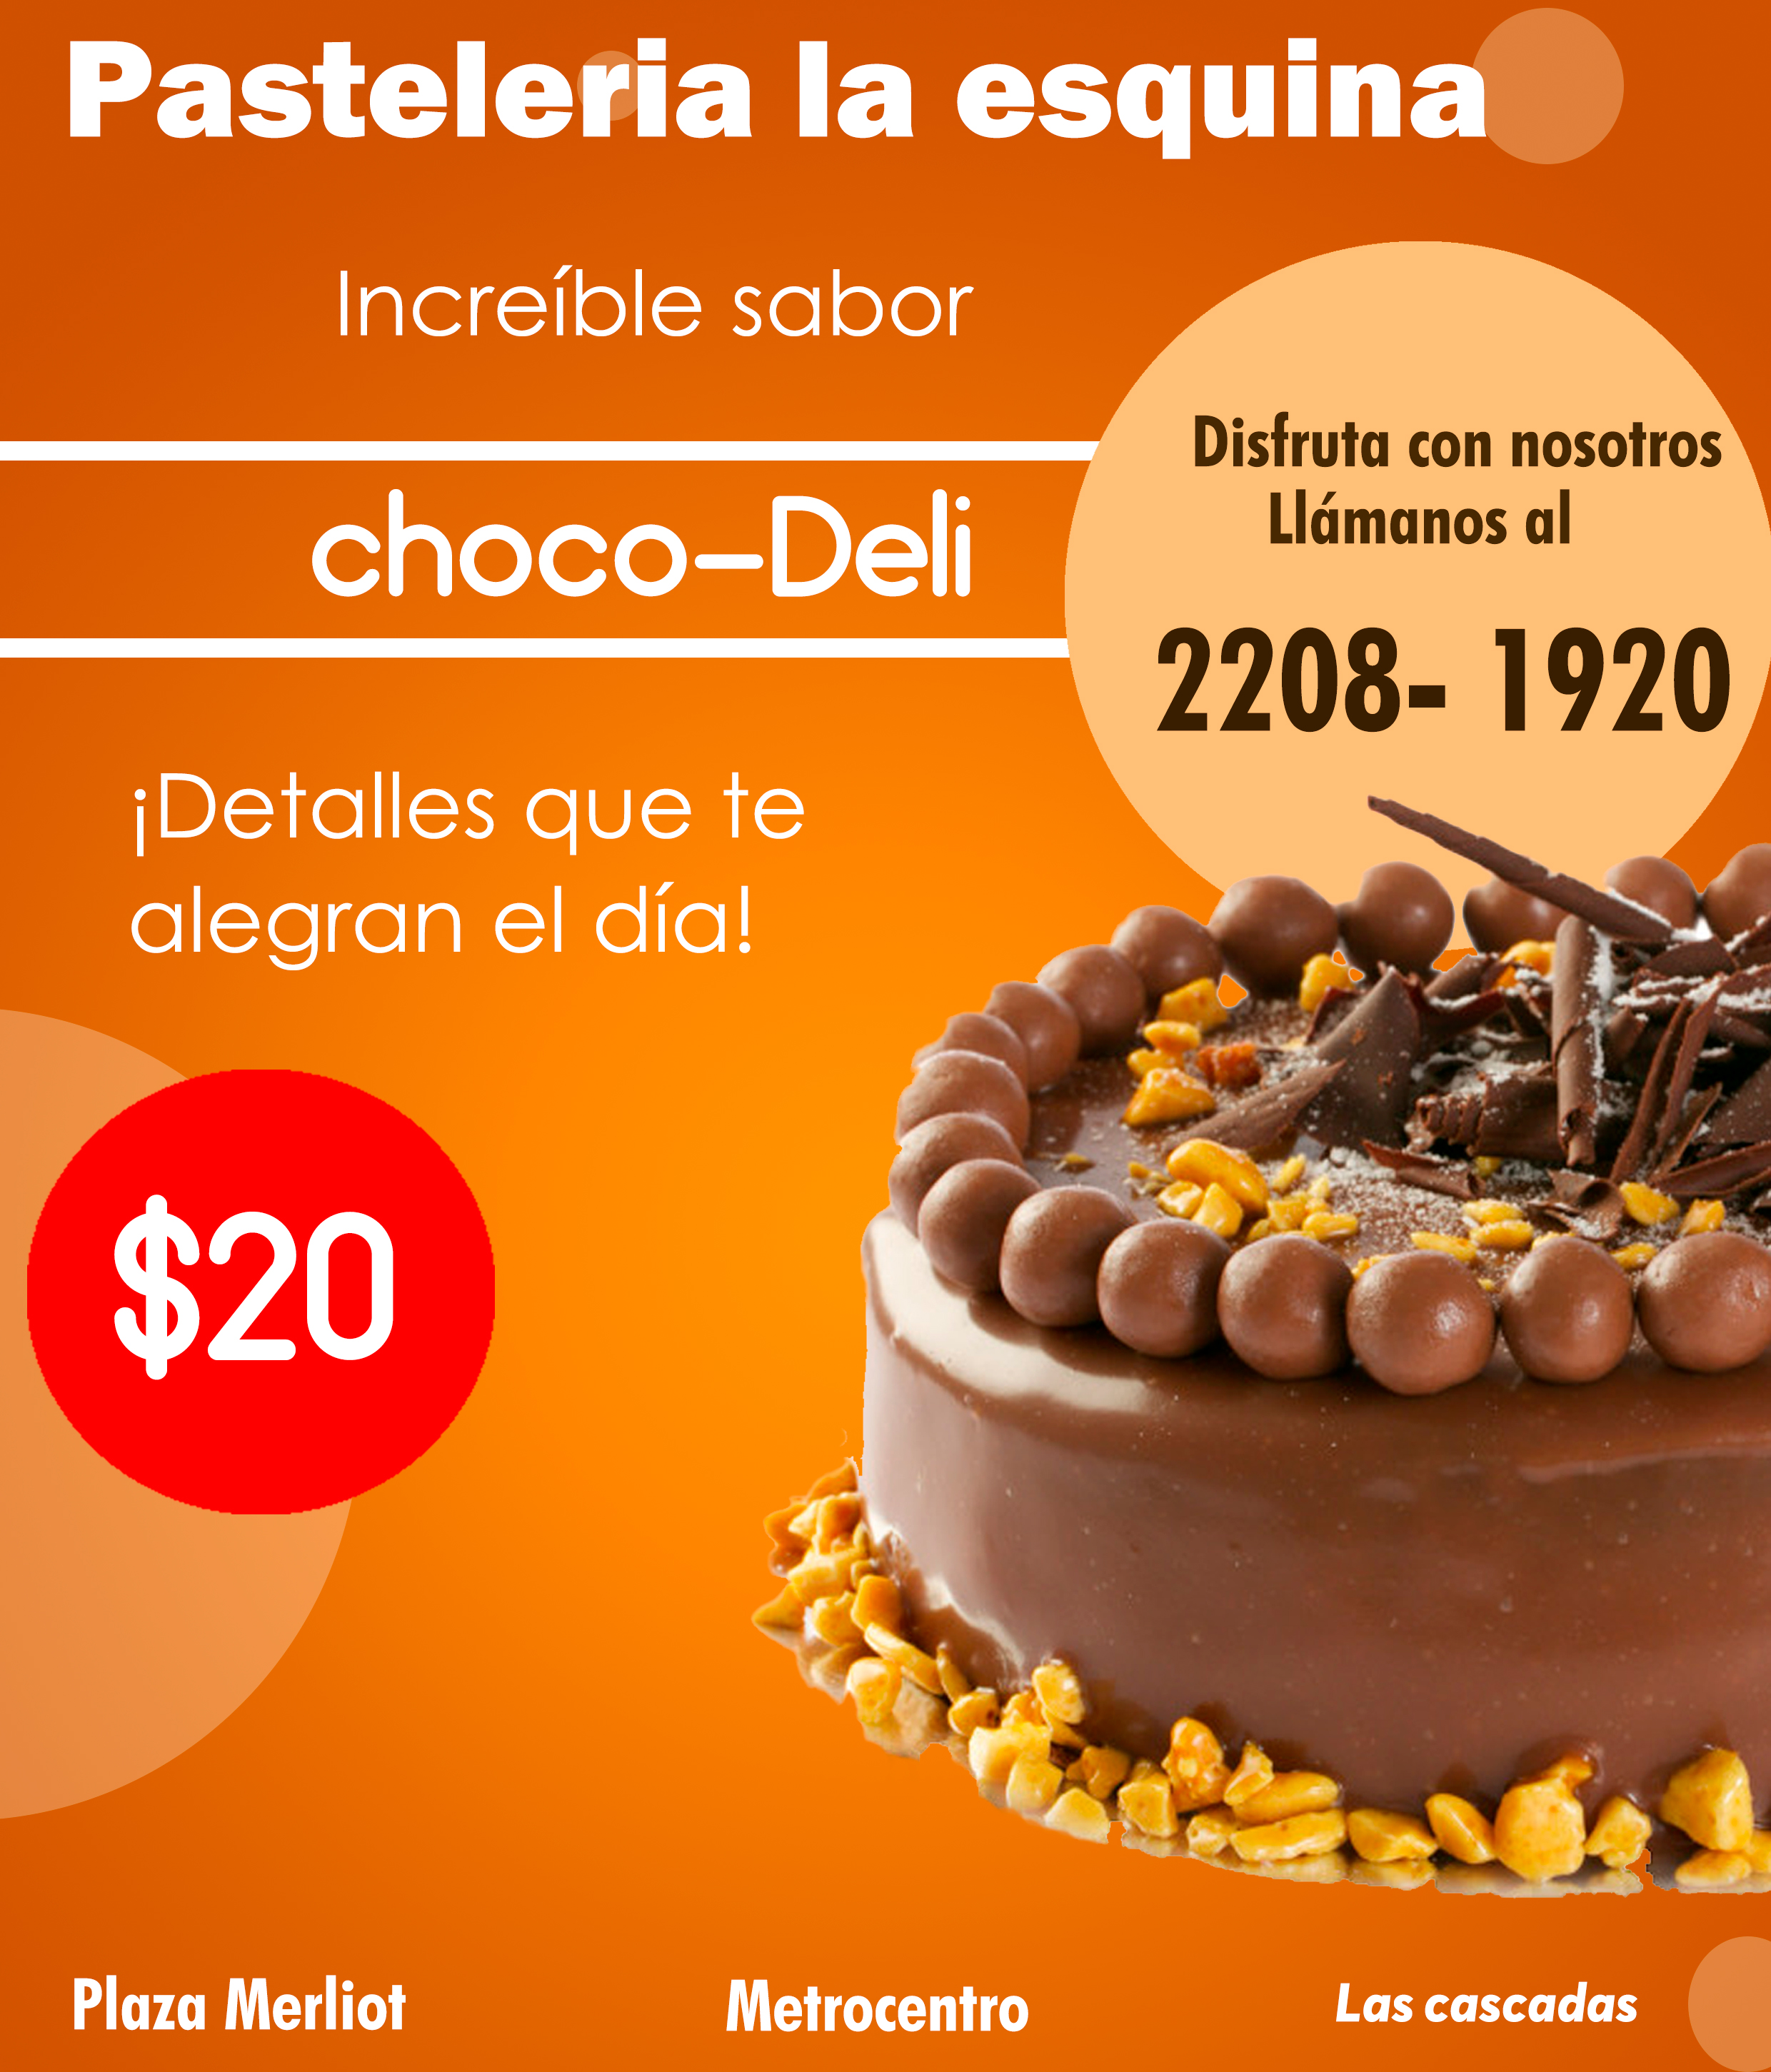 Pasteleria la esquina
Increíble sabor
choco-Deli
Disfruta con nosotros
Llámanos al
2208- 1920
¡Detalles que te
alegran el día!
$20
Plaza Merliot
Metrocentro
Las cascadas